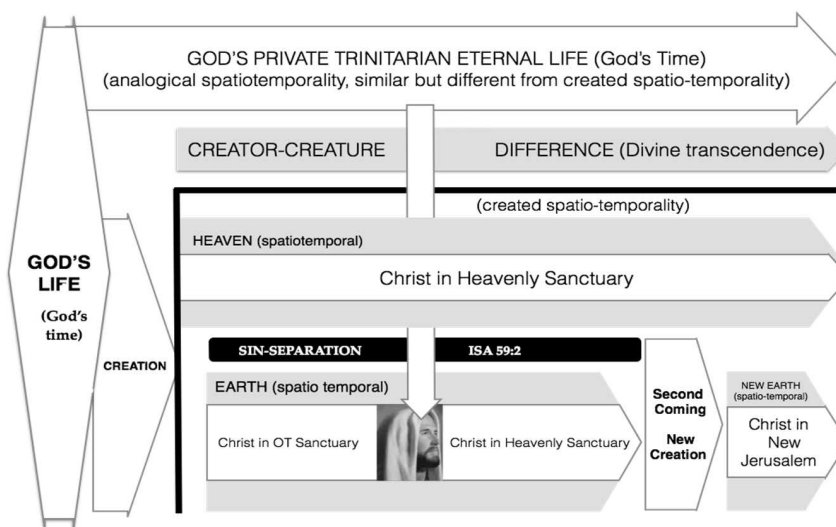 GOD'S PRIVATE TRINITARIAN ETERNAL LIFE (God's Time)
(analogical spatiotemporality, similar but different from created spatio-temporality)
CREATOR-CREATURE DIFFERENCE (Divine transcendence)
(created spatio-temporality)
HEAVEN (spatiotemporal)
Christ in Heavenly Sanctuary
GOD'S
LIFE
(God's
time)
CREATION
SIN-SEPARATION ISA 59:2
EARTH (spatio temporal)
Christ in OT Sanctuary
Christ in Heavenly Sanctuary
Second
Coming
New
Creation
NEW EARTH
(spatio-temporal)
Christ in
New
Jerusalem